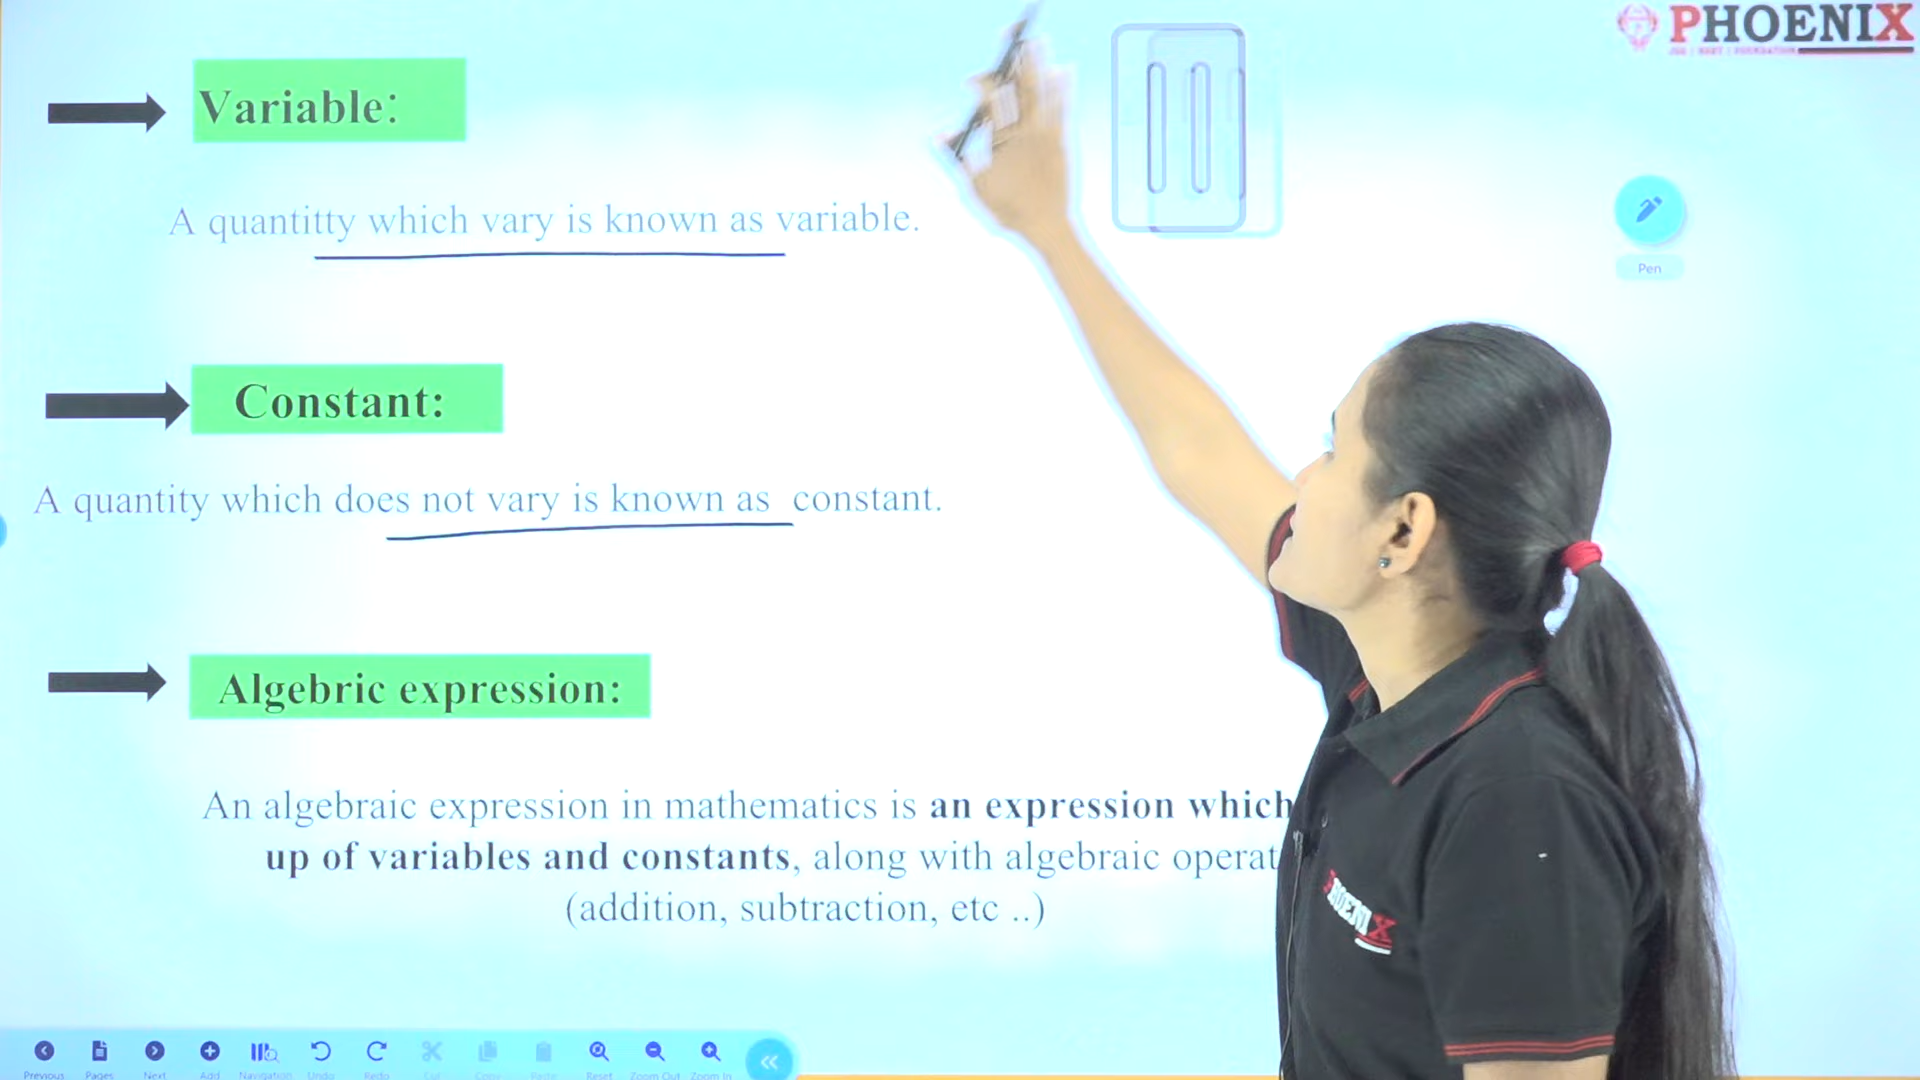 PHOENIX
Variable:
A quantitty which vary is known as variable.
Pen
Constant:
A quantity which does not vary is known as constant.
Algebric expression:
An algebraic expression in mathematics is an expression which
up of variables and constants, along with algebraic operat
(addition, subtraction, etc ..)
PHOENIX
Previous Pages Next Add Navigation Undo Redo Cut Copy Paste Reset Zoom Out Zoom In